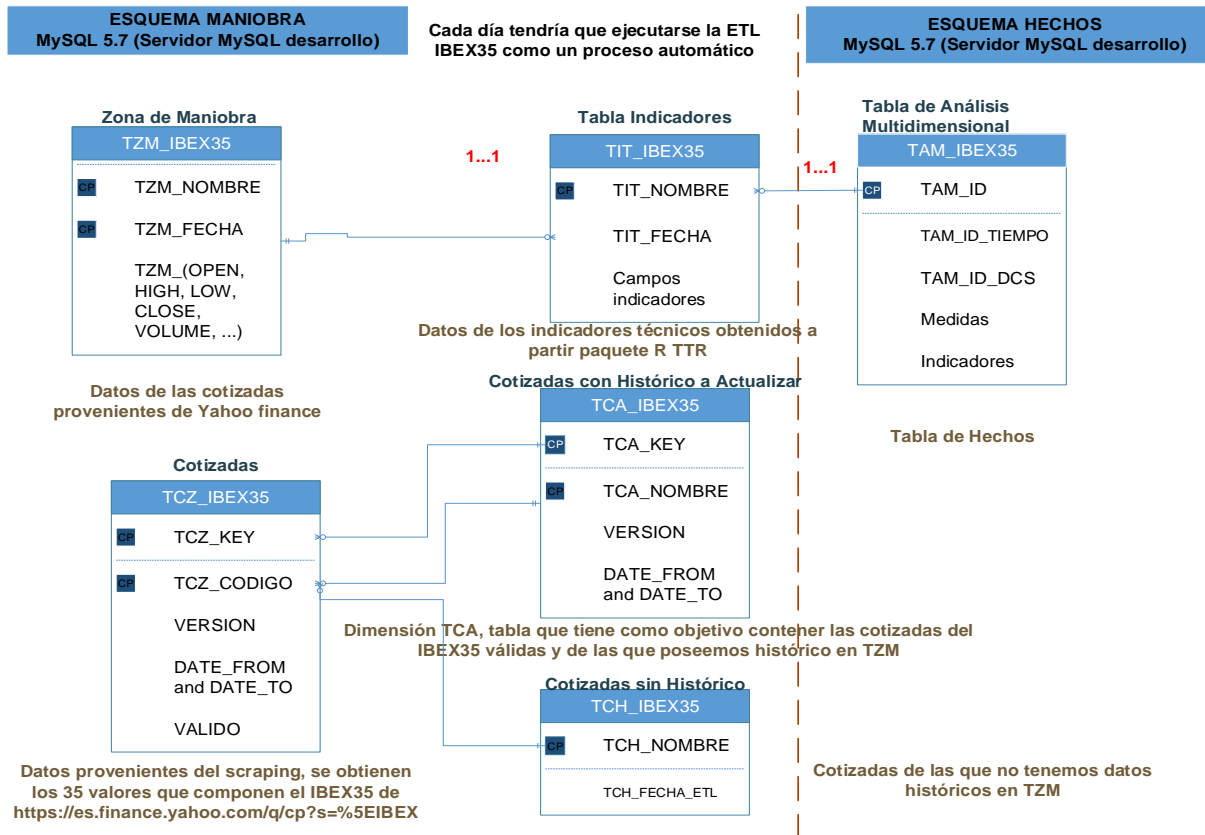 ESQUEMA MANIOBRA
MySQL 5.7 (Servidor MySQL desarrollo)
Cada día tendría que ejecutarse la ETL
IBEX35 como un proceso automático
ESQUEMA HECHOS
MySQL 5.7 (Servidor MySQL desarrollo)
Zona de Maniobra
TZM_IBEX35
CP TZM_NOMBRE
CP TZM_FECHA
TZM_(OPEN,
HIGH, LOW,
CLOSE,
VOLUME, ...)
Datos de las cotizadas
provenientes de Yahoo finance
1...1
Tabla Indicadores
TIT_IBEX35
CP TIT_NOMBRE
TIT_FECHA
Campos
indicadores
Datos de los indicadores técnicos obtenidos a
partir paquete R TTR
1...1
Tabla de Análisis
Multidimensional
TAM_IBEX35
CP TAM_ID
TAM_ID_TIEMPO
TAM_ID_DCS
Medidas
Indicadores
Tabla de Hechos
Cotizadas
TCZ_IBEX35
CP TCZ_KEY
CP TCZ_CODIGO
VERSION
DATE_FROM
and DATE_TO
VALIDO
Datos provenientes del scraping, se obtienen
los 35 valores que componen el IBEX35 de
https://es.finance.yahoo.com/q/cp?s=%5EIBEX
Cotizadas con Histórico a Actualizar
TCA_IBEX35
CP TCA_KEY
CP TCA_NOMBRE
VERSION
DATE_FROM
and DATE_TO
Dimensión TCA, tabla que tiene como objetivo contener las cotizadas del
IBEX35 válidas y de las que poseemos histórico en TZM
Cotizadas sin Histórico
TCH_IBEX35
CP TCH_NOMBRE
TCH_FECHA_ETL
Cotizadas de las que no tenemos datos
históricos en TZM